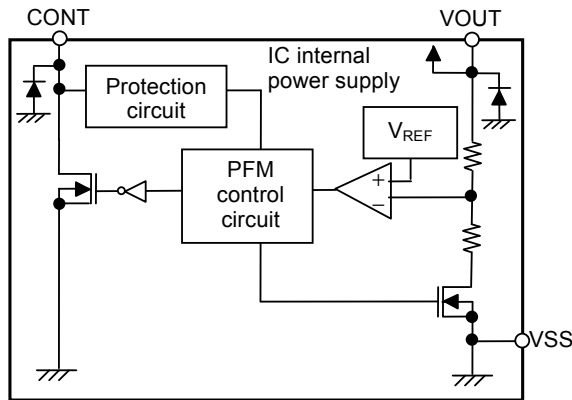 CONT
VOUT
IC internal
power supply
Protection
circuit
VREF
PFM
control
circuit
+
−
VSS